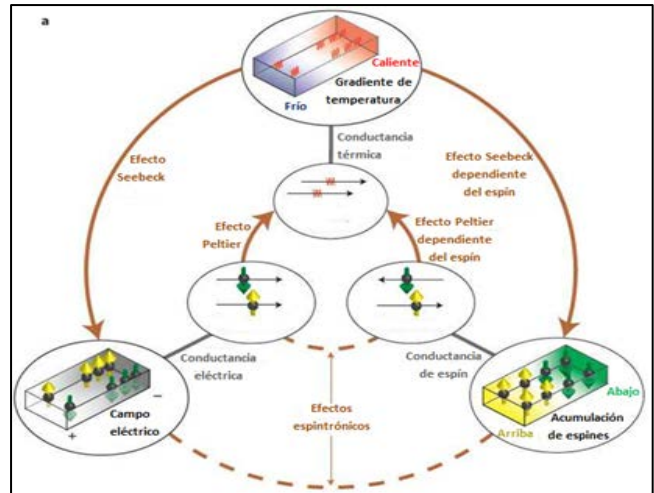 a
Caliente
Gradiente de
temperatura
Frío
Conductancia
térmica
Efecto
Seebeck
Efecto Seebeck
dependiente
del espín
Efecto
Peltier
Efecto Peltier
dependiente
del espín
Conductancia
eléctrica
Conductancia
de espín
Campo
eléctrico
+
−
Efectos
espintrónicos
Abajo
Acumulación
de espines
Arriba